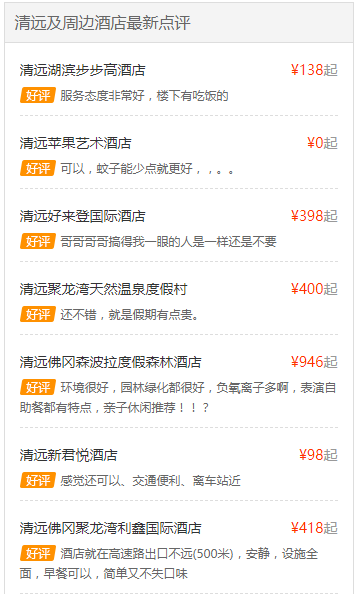 清远及周边酒店最新点评
清远湖滨步步高酒店 ¥138起
好评 服务态度非常好，楼下有吃饭的
清远苹果艺术酒店 ¥0起
好评 可以，蚊子能少点就更好，，。。
清远好来登国际酒店 ¥398起
好评 哥哥哥哥搞得我一眼的人是一样还是不要
清远聚龙湾天然温泉度假村 ¥400起
好评 还不错，就是假期有点贵。
清远佛冈森波拉度假森林酒店 ¥946起
好评 环境很好，园林绿化都很好，负氧离子多啊，表演自
助餐都有特点，亲子休闲推荐！！？
清远新君悦酒店 ¥98起
好评 感觉还可以、交通便利、离车站近
清远佛冈聚龙湾利鑫国际酒店 ¥418起
好评 酒店就在高速路出口不远(500米)，安静，设施全
面，早餐可以，简单又不失口味